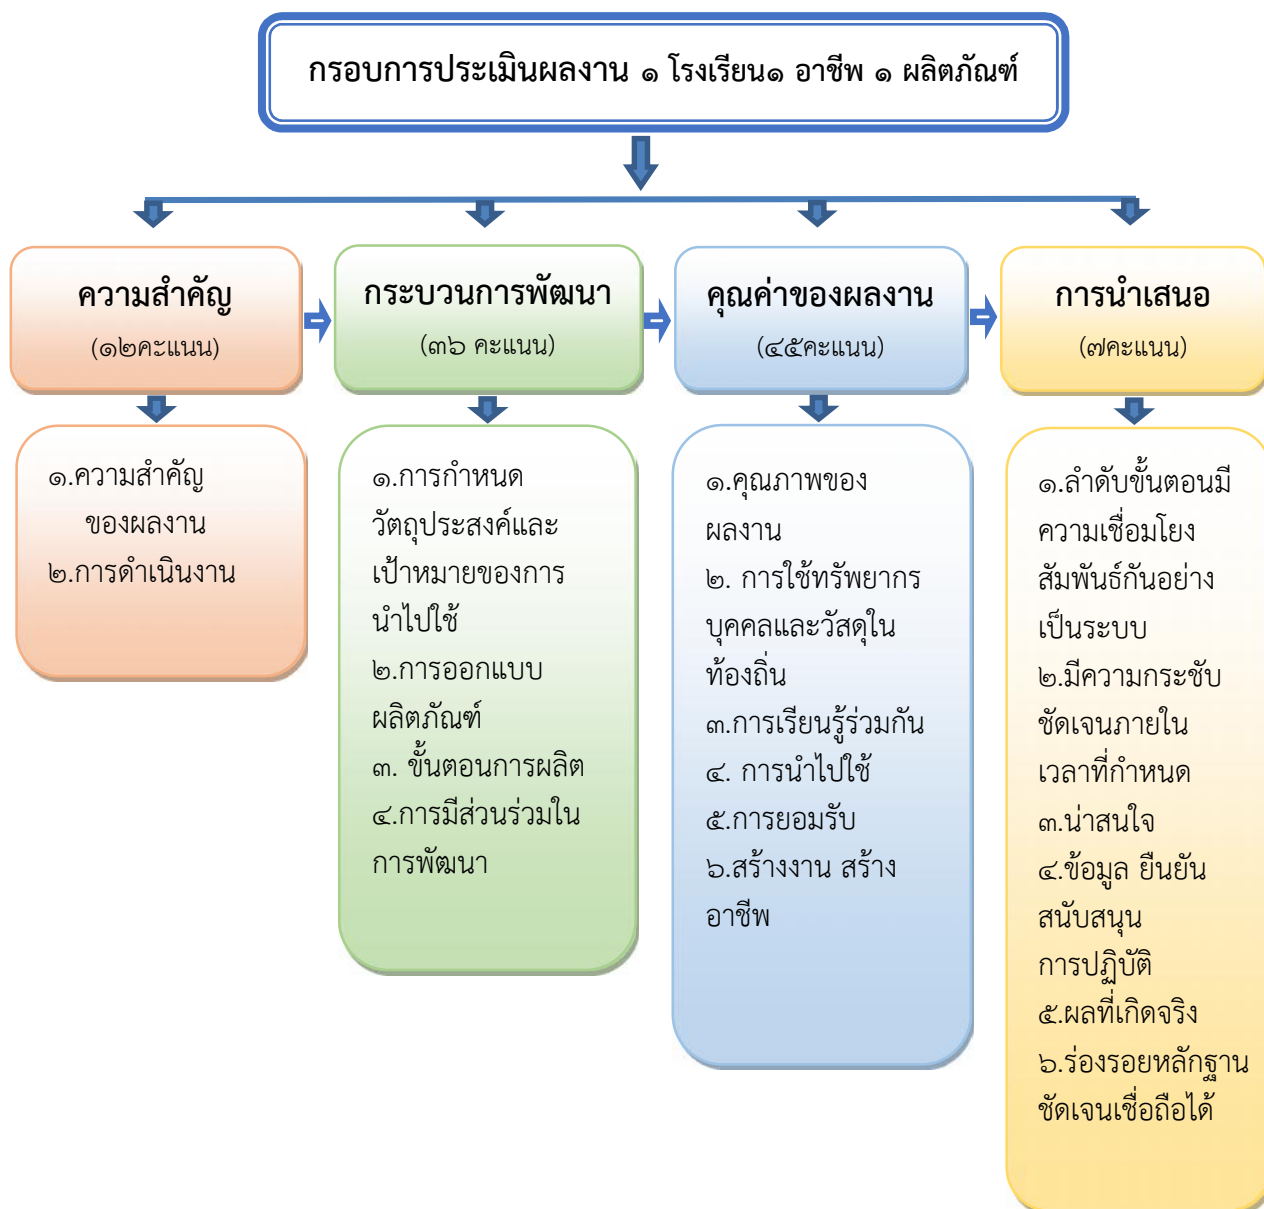 กรอบการประเมินผลงาน ๑ โรงเรียน๑ อาชีพ ๑ ผลิตภัณฑ์
ความสำคัญ
(๑๒คะแนน)
๑.ความสำคัญ
ของผลงาน
๒.การดำเนินงาน
กระบวนการพัฒนา
(๓๖ คะแนน)
๑.การกำหนด
วัตถุประสงค์และ
เป้าหมายของการ
นำไปใช้
๒.การออกแบบ
ผลิตภัณฑ์
๓. ขั้นตอนการผลิต
๔.การมีส่วนร่วมใน
การพัฒนา
คุณค่าของผลงาน
(๔๕คะแนน)
๑.คุณภาพของ
ผลงาน
๒. การใช้ทรัพยากร
บุคคลและวัสดุใน
ท้องถิ่น
๓.การเรียนรู้ร่วมกัน
๔. การนำไปใช้
๕.การยอมรับ
๖.สร้างงาน สร้าง
อาชีพ
การนำเสนอ
(๗คะแนน)
๑.ลำดับขั้นตอนมี
ความเชื่อมโยง
สัมพันธ์กันอย่าง
เป็นระบบ
๒.มีความกระชับ
ชัดเจนภายใน
เวลาที่กำหนด
๓.น่าสนใจ
๔.ข้อมูล ยืนยัน
สนับสนุน
การปฏิบัติ
๕.ผลที่เกิดจริง
๖.ร่องรอยหลักฐาน
ชัดเจนเชื่อถือได้